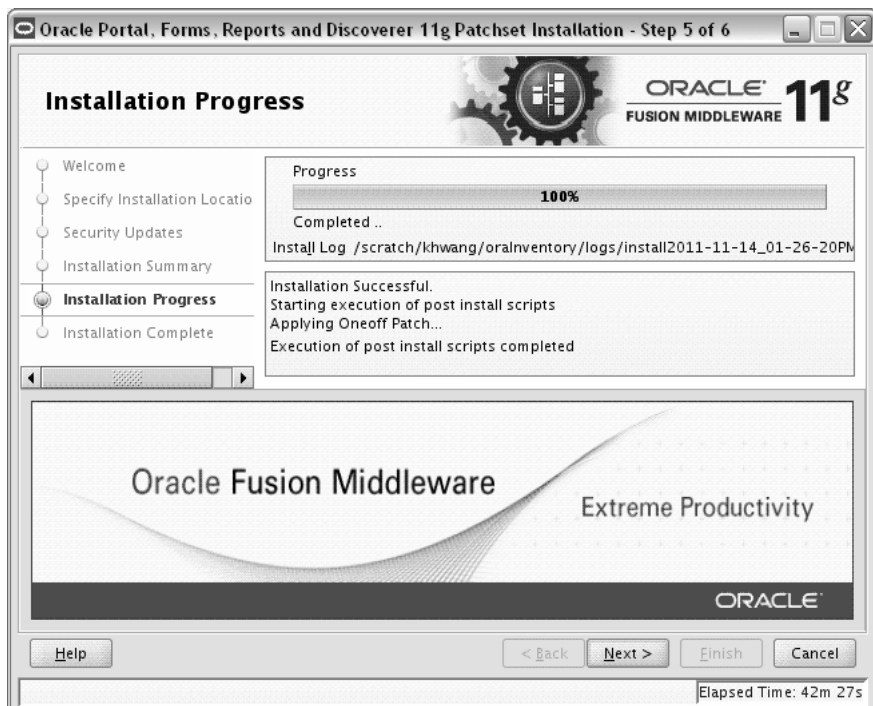 Oracle Portal, Forms, Reports and Discoverer 11g Patchset Installation - Step 5 of 6
Installation Progress
ORACLE
FUSION MIDDLEWARE
11g
Welcome
Specify Installation Locatio
Security Updates
Installation Summary
Installation Progress
Installation Complete
Progress
100%
Completed ..
Install Log /scratch/khwang/oraInventory/logs/install2011-11-14_01-26-20PM
Installation Successful.
Starting execution of post install scripts
Applying Oneoff Patch...
Execution of post install scripts completed
Oracle Fusion Middleware
Extreme Productivity
ORACLE
Help
< Back
Next >
Finish
Cancel
Elapsed Time: 42m 27s